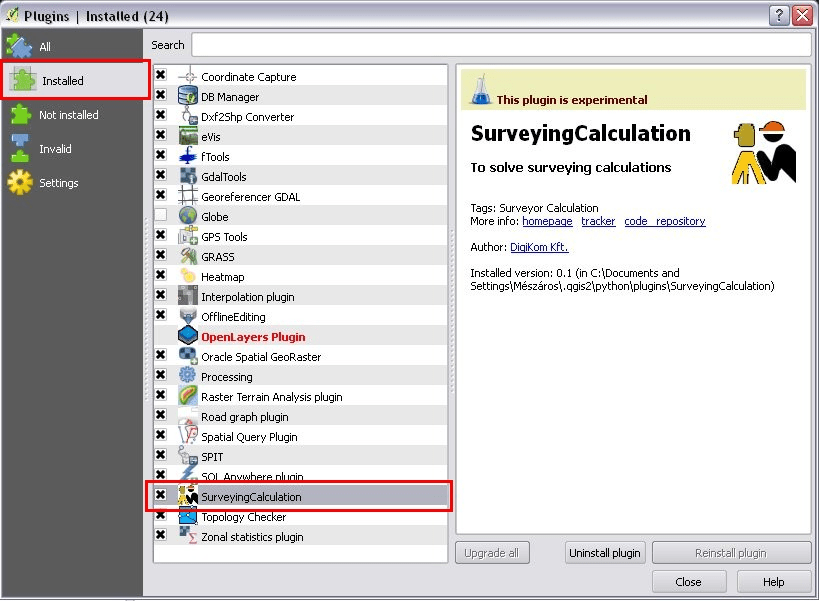 Plugins | Installed (24)
All
Installed
Not installed
Invalid
Settings
Search
Coordinate Capture
DB Manager
Dxf2Shp Converter
eVis
fTools
GdalTools
Georeferencer GDAL
Globe
GPS Tools
GRASS
Heatmap
Interpolation plugin
OfflineEditing
OpenLayers Plugin
Oracle Spatial GeoRaster
Processing
Raster Terrain Analysis plugin
Road graph plugin
Spatial Query Plugin
SPIT
SQL Anywhere plugin
SurveyingCalculation
Topology Checker
Zonal statistics plugin
This plugin is experimental
SurveyingCalculation
To solve surveying calculations
Tags: Surveyor Calculation
More info: homepage tracker code repository
Author: DigiKom Kft.
Installed version: 0.1 (in C:\Documents and
Settings\Mészáros\.qgis2\python\plugins\SurveyingCalculation)
Upgrade all
Uninstall plugin
Reinstall plugin
Close
Help